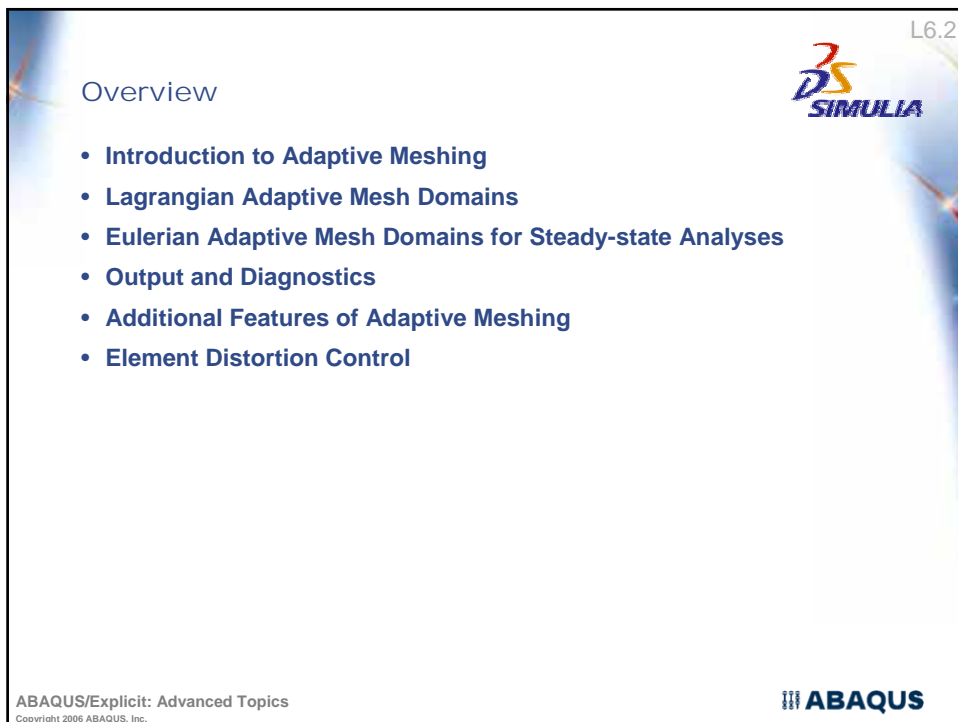 L6.2
Overview
DS SIMULIA
• Introduction to Adaptive Meshing
• Lagrangian Adaptive Mesh Domains
• Eulerian Adaptive Mesh Domains for Steady-state Analyses
• Output and Diagnostics
• Additional Features of Adaptive Meshing
• Element Distortion Control
ABAQUS/Explicit: Advanced Topics
Copyright 2006 ABAQUS, Inc.
ABAQUS